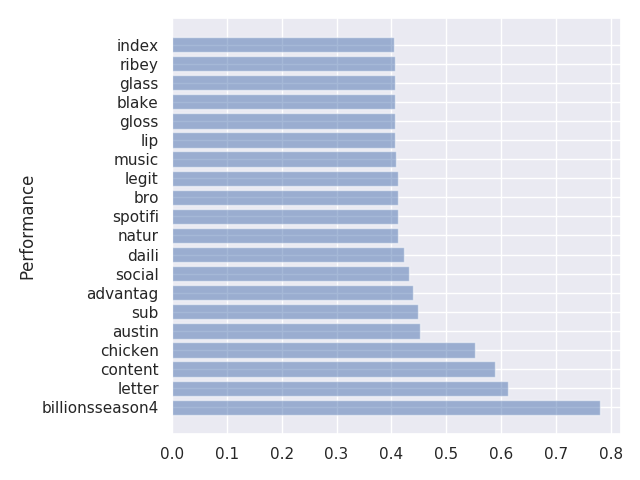 index
ribey
glass
blake
gloss
lip
music
legit
bro
spotifi
natur
daili
social
advantag
sub
austin
chicken
content
letter
billionsseason4
Performance
0.0 0.1 0.2 0.3 0.4 0.5 0.6 0.7 0.8